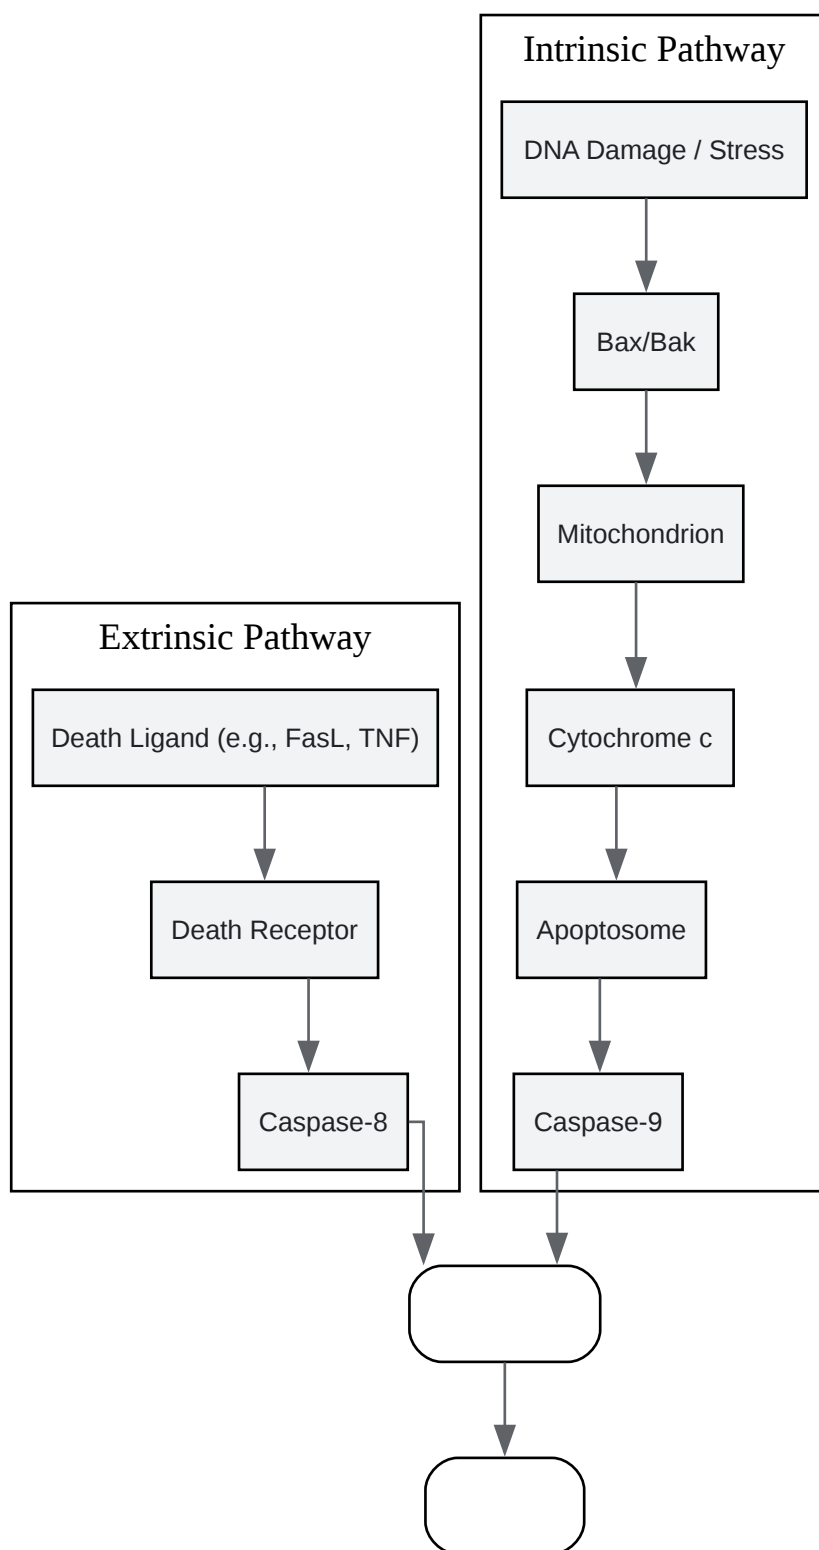 Intrinsic Pathway
DNA Damage / Stress
Bax/Bak
Mitochondrion
Extrinsic Pathway
Death Ligand (e.g., FasL, TNF)
Cytochrome c
Death Receptor
Apoptosome
Caspase-8
Caspase-9